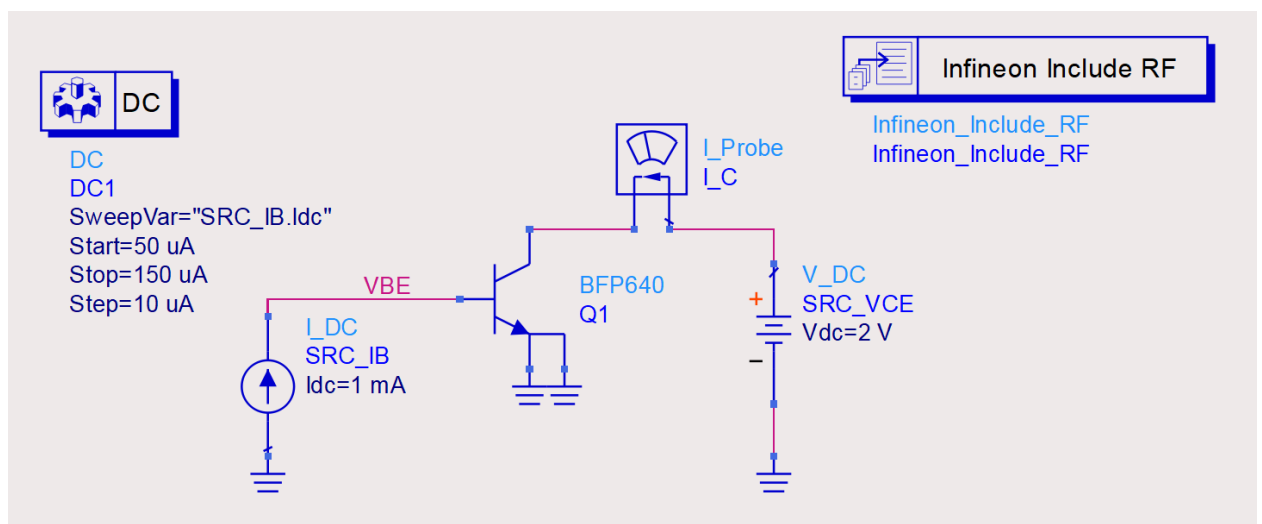 DC
DC
DC1
SweepVar="SRC_IB.Idc"
Start=50 uA
Stop=150 uA
Step=10 uA
VBE
I_DC
SRC_IB
Idc=1 mA
BFP640
Q1
I_Probe
I_C
+
V_DC
SRC_VCE
Vdc=2 V
−
Infineon Include RF
Infineon_Include_RF
Infineon_Include_RF